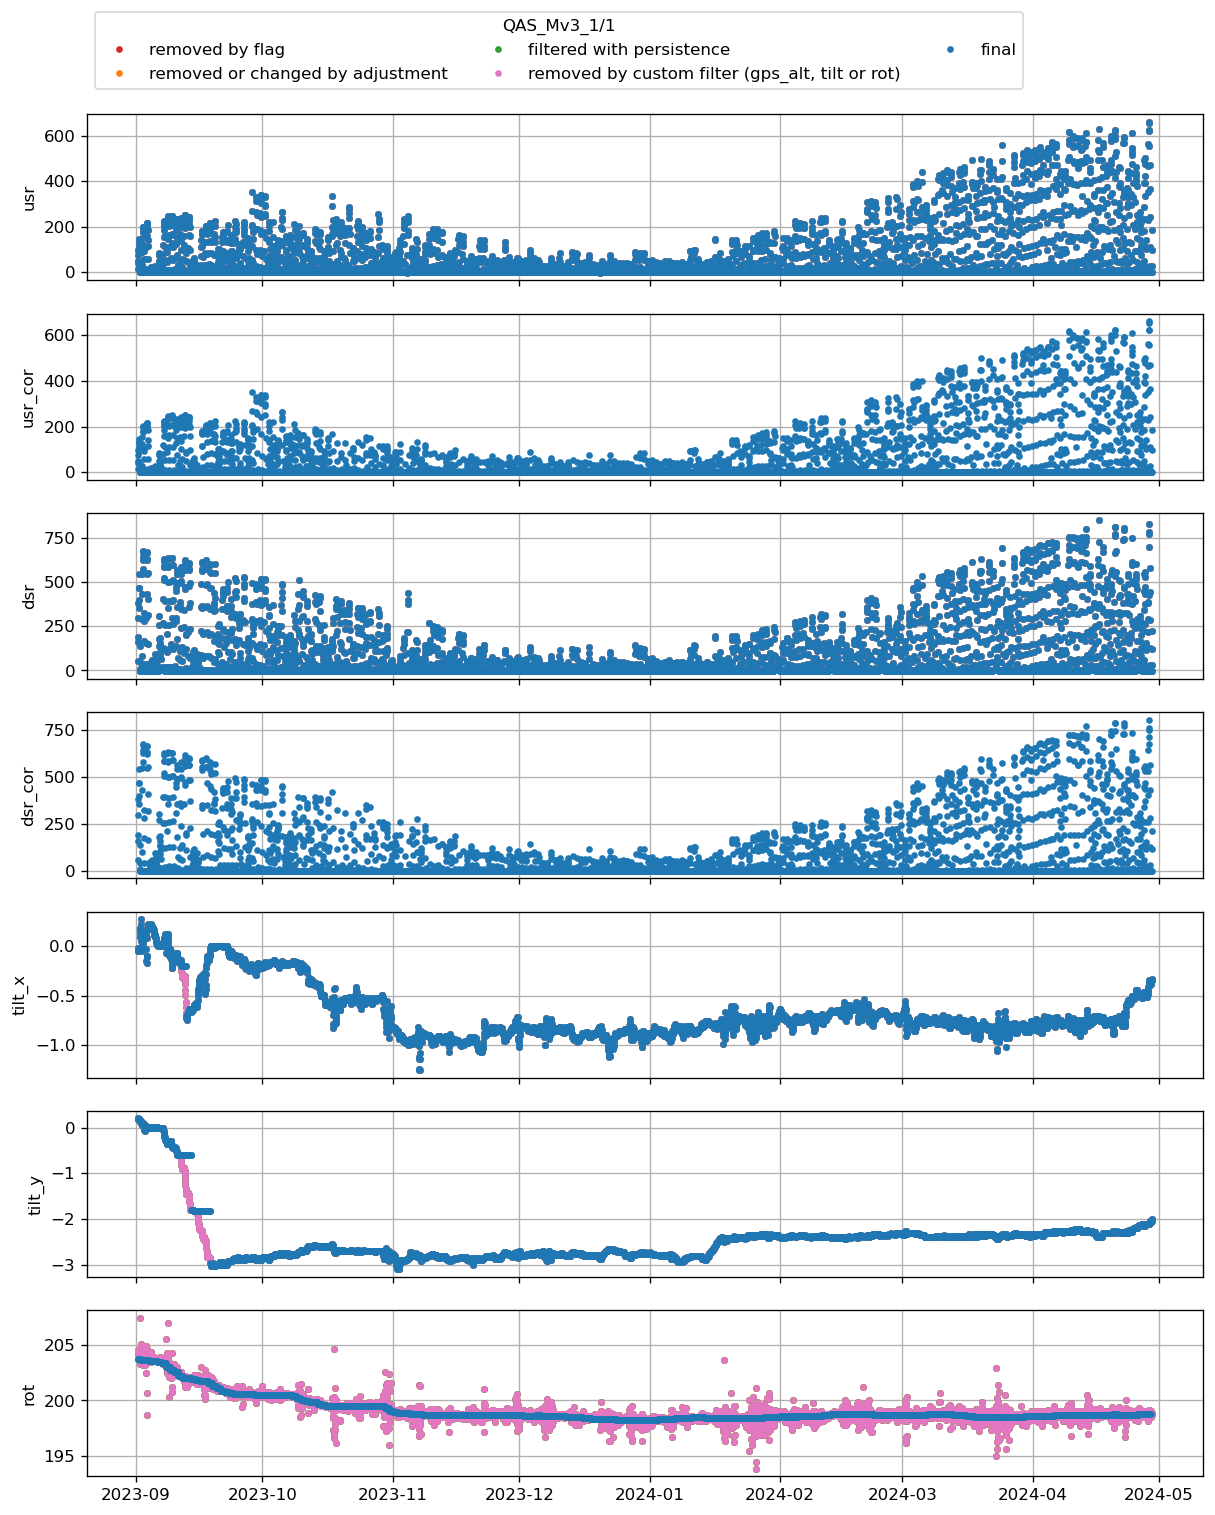 QAS_Mv3_1/1
removed by flag
filtered with persistence
final
removed or changed by adjustment
removed by custom filter (gps_alt, tilt or rot)
600
400
200
0
usr
600
400
200
0
usr_cor
750
500
250
0
dsr
750
500
250
0
dsr_cor
0.0
−0.5
−1.0
tilt_x
0
−1
−2
−3
tilt_y
205
200
195
rot
2023-09 2023-10 2023-11 2023-12 2024-01 2024-02 2024-03 2024-04 2024-05